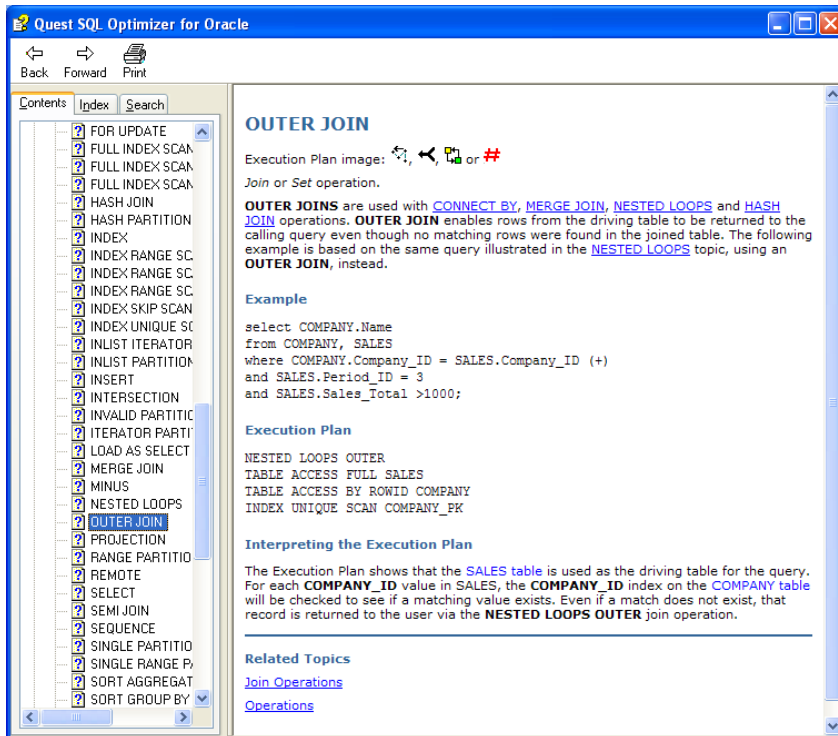 Quest SQL Optimizer for Oracle
Back Forward Print
Contents Index Search
FOR UPDATE
FULL INDEX SCAN
FULL INDEX SCAN
FULL INDEX SCAN
HASH JOIN
HASH PARTITION
INDEX
INDEX RANGE SC
INDEX RANGE SC
INDEX RANGE SC
INDEX SKIP SCAN
INDEX UNIQUE SC
INLIST ITERATOR
INLIST PARTITION
INSERT
INTERSECTION
INVALID PARTITIC
ITERATOR PARTI
LOAD AS SELECT
MERGE JOIN
MINUS
NESTED LOOPS
OUTER JOIN
PROJECTION
RANGE PARTITIO
REMOTE
SELECT
SEMI JOIN
SEQUENCE
SINGLE PARTITIO
SINGLE RANGE P
SORT AGGREGAT
SORT GROUP BY
OUTER JOIN
Execution Plan image: , , or
Join or Set operation.
OUTER JOINS are used with CONNECT BY, MERGE JOIN, NESTED LOOPS and HASH
JOIN operations. OUTER JOIN enables rows from the driving table to be returned to the
calling query even though no matching rows were found in the joined table. The following
example is based on the same query illustrated in the NESTED LOOPS topic, using an
OUTER JOIN, instead.
Example
select COMPANY.Name
from COMPANY, SALES
where COMPANY.Company_ID = SALES.Company_ID (+)
and SALES.Period_ID = 3
and SALES.Sales_Total >1000;
Execution Plan
NESTED LOOPS OUTER
TABLE ACCESS FULL SALES
TABLE ACCESS BY ROWID COMPANY
INDEX UNIQUE SCAN COMPANY_PK
Interpreting the Execution Plan
The Execution Plan shows that the SALES table is used as the driving table for the query.
For each COMPANY_ID value in SALES, the COMPANY_ID index on the COMPANY table
will be checked to see if a matching value exists. Even if a match does not exist, that
record is returned to the user via the NESTED LOOPS OUTER join operation.
Related Topics
Join Operations
Operations